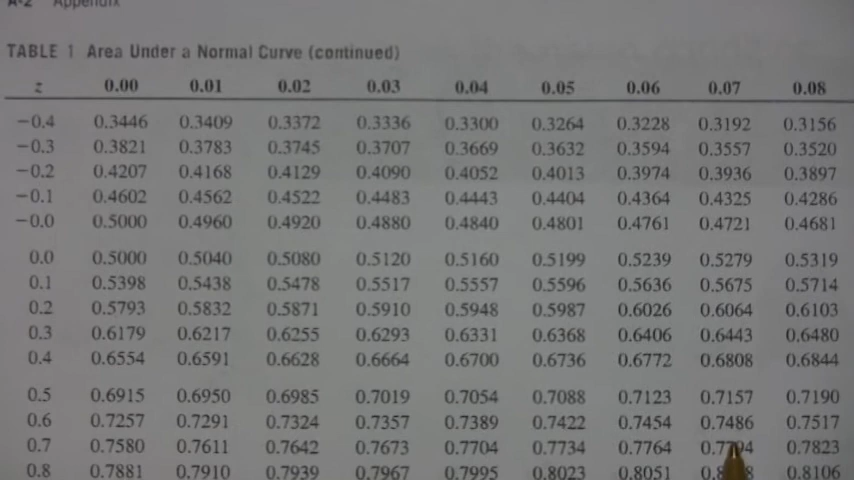 A-2 Appendix
TABLE 1 Area Under a Normal Curve (continued)
z 0.00 0.01 0.02 0.03 0.04 0.05 0.06 0.07 0.08
−0.4 0.3446 0.3409 0.3372 0.3336 0.3300 0.3264 0.3228 0.3192 0.3156
−0.3 0.3821 0.3783 0.3745 0.3707 0.3669 0.3632 0.3594 0.3557 0.3520
−0.2 0.4207 0.4168 0.4129 0.4090 0.4052 0.4013 0.3974 0.3936 0.3897
−0.1 0.4602 0.4562 0.4522 0.4483 0.4443 0.4404 0.4364 0.4325 0.4286
−0.0 0.5000 0.4960 0.4920 0.4880 0.4840 0.4801 0.4761 0.4721 0.4681
0.0 0.5000 0.5040 0.5080 0.5120 0.5160 0.5199 0.5239 0.5279 0.5319
0.1 0.5398 0.5438 0.5478 0.5517 0.5557 0.5596 0.5636 0.5675 0.5714
0.2 0.5793 0.5832 0.5871 0.5910 0.5948 0.5987 0.6026 0.6064 0.6103
0.3 0.6179 0.6217 0.6255 0.6293 0.6331 0.6368 0.6406 0.6443 0.6480
0.4 0.6554 0.6591 0.6628 0.6664 0.6700 0.6736 0.6772 0.6808 0.6844
0.5 0.6915 0.6950 0.6985 0.7019 0.7054 0.7088 0.7123 0.7157 0.7190
0.6 0.7257 0.7291 0.7324 0.7357 0.7389 0.7422 0.7454 0.7486 0.7517
0.7 0.7580 0.7611 0.7642 0.7673 0.7704 0.7734 0.7764 0.7823
0.8 0.7881 0.7910 0.7939 0.7967 0.7995 0.8023 0.8051 0.8106